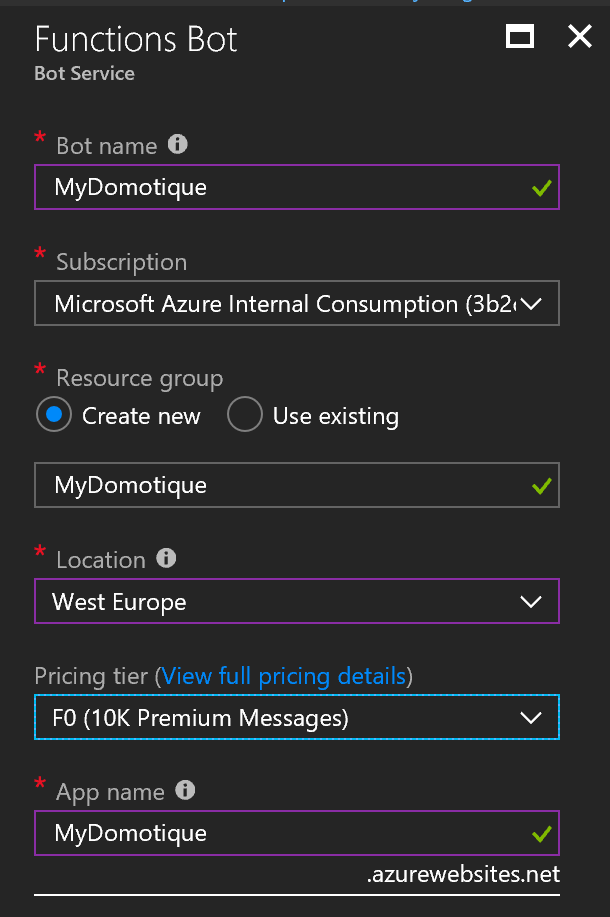 Functions Bot
Bot Service
* Bot name
MyDomotique
* Subscription
Microsoft Azure Internal Consumption (3b2
* Resource group
Create new Use existing
MyDomotique
* Location
West Europe
Pricing tier (View full pricing details)
F0 (10K Premium Messages)
* App name
MyDomotique
.azurewebsites.net